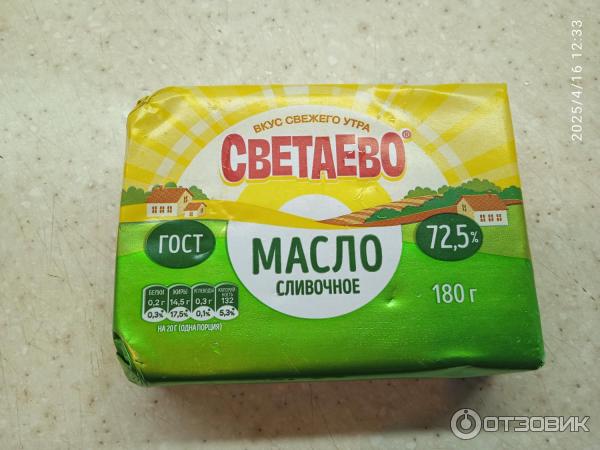 2025/4/16 12:33
ВКУС СВЕЖЕГО УТРА
СВЕТАЕВО®
ГОСТ
МАСЛО
СЛИВОЧНОЕ
72,5%
180 г
БЕЛКИ ЖИРЫ УГЛЕВОДЫ КАЛОРИЙНОСТЬ
0,2 г 14,5 г 0,3 г 132
0,3% 17,5% 0,1% 5,3%
НА 20 Г (ОДНА ПОРЦИЯ)
ОТЗОВИК